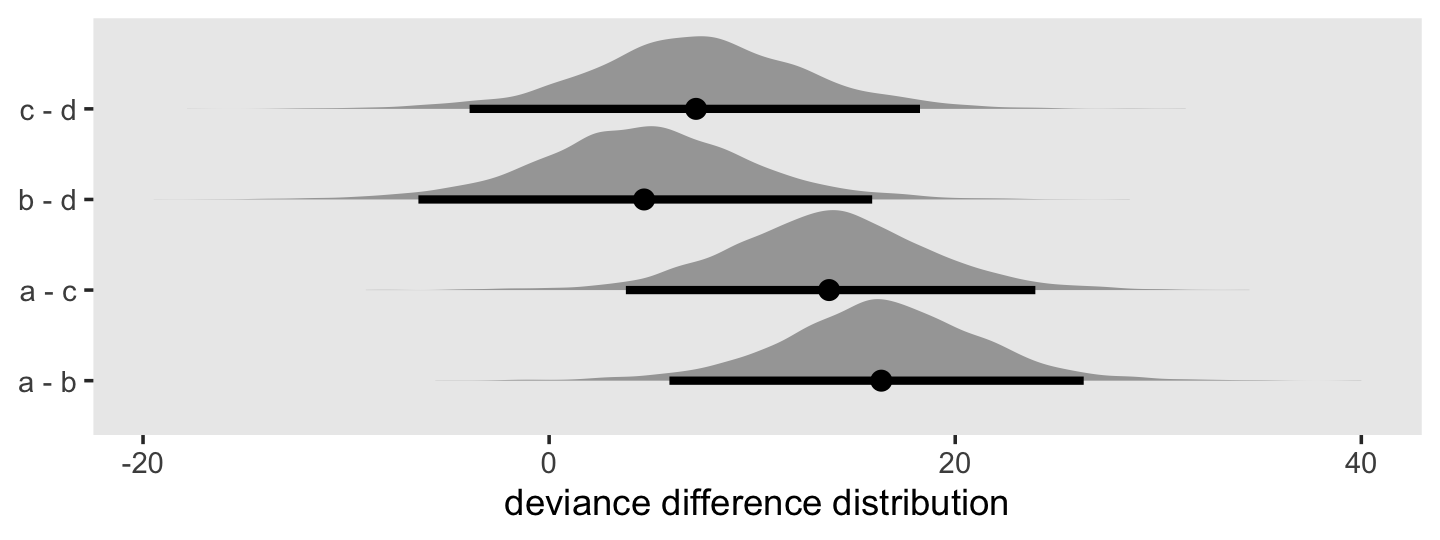 c - d
b - d
a - c
a - b
-20 0 20 40
deviance difference distribution